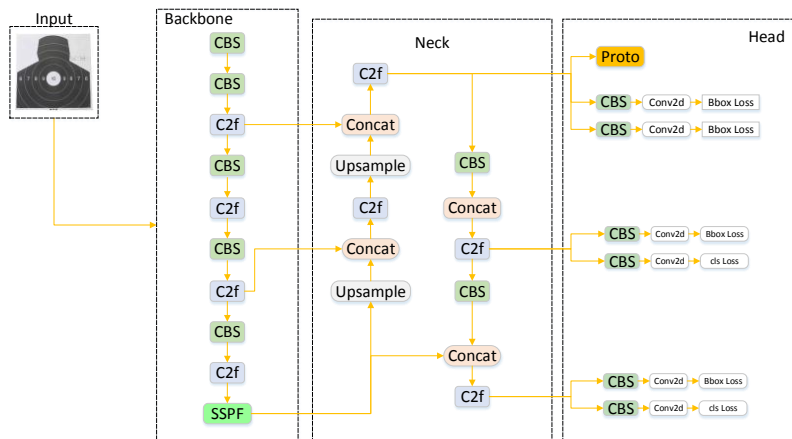 Input
Backbone
CBS
CBS
C2f
CBS
C2f
CBS
C2f
CBS
C2f
SSPF
Neck
C2f
Concat
Upsample
C2f
Concat
Upsample
CBS
Concat
C2f
CBS
Concat
C2f
Head
Proto
CBS Conv2d Bbox Loss
CBS Conv2d Bbox Loss
CBS Conv2d Bbox Loss
CBS Conv2d cls Loss
CBS Conv2d Bbox Loss
CBS Conv2d cls Loss